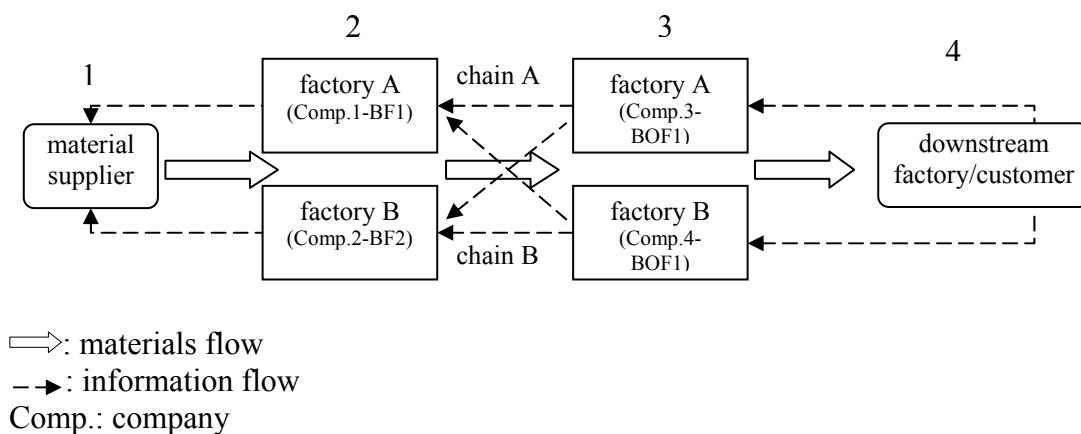 1
2
3
4
material
supplier
factory A
(Comp.1-BF1)
factory B
(Comp.2-BF2)
chain A
chain B
factory A
(Comp.3-
BOF1)
factory B
(Comp.4-
BOF1)
downstream
factory/customer
: materials flow
: information flow
Comp.: company